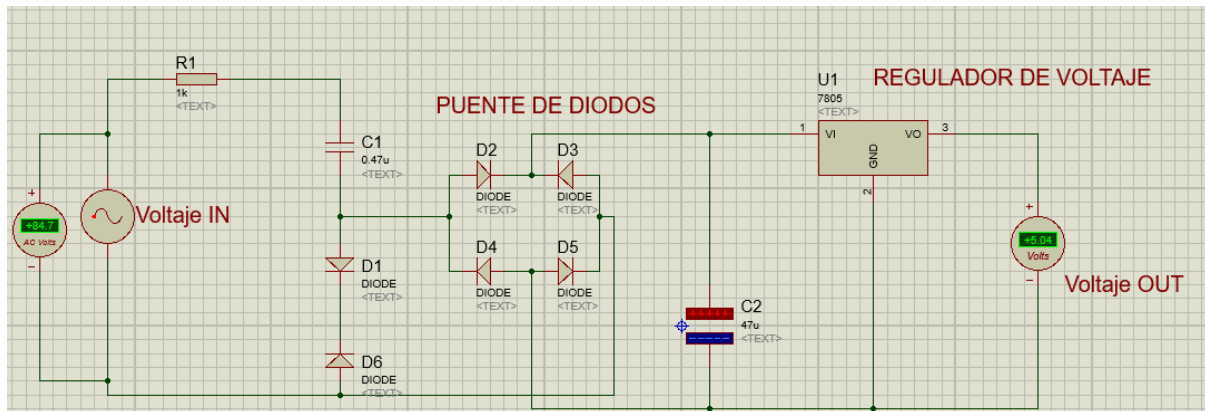 R1
1k
<TEXT>
PUENTE DE DIODOS
U1
7805
<TEXT>
REGULADOR DE VOLTAJE
1
VI
VO
3
GND
2
C1
0.47u
<TEXT>
D2
DIODE
<TEXT>
D3
DIODE
<TEXT>
+
+84.7
AC Volts
−
Voltaje IN
D1
DIODE
<TEXT>
D4
DIODE
<TEXT>
D5
DIODE
<TEXT>
+
+5.04
Volts
−
Voltaje OUT
C2
47u
<TEXT>
+++++
−−−−−
D6
DIODE
<TEXT>